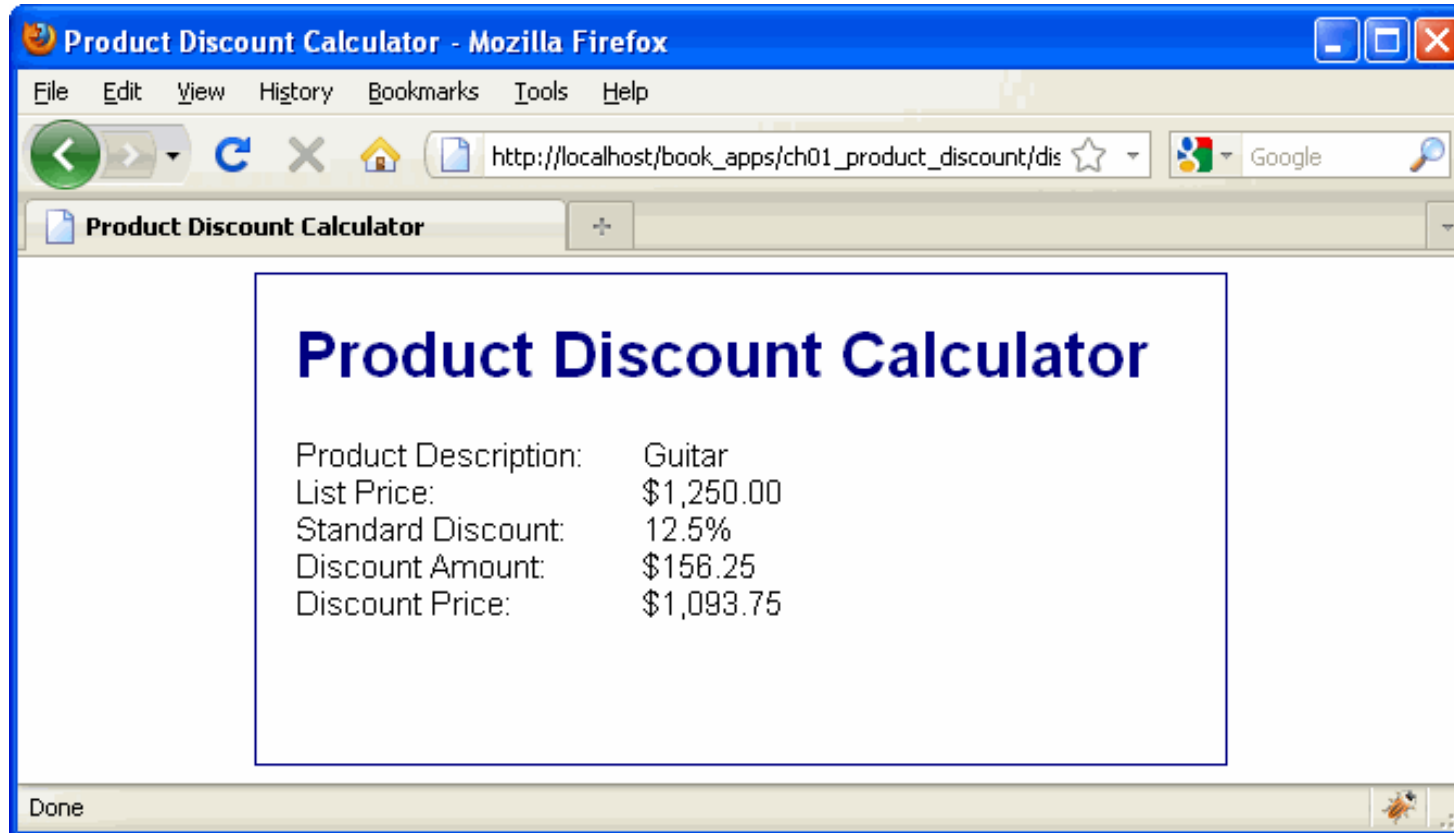 Product Discount Calculator - Mozilla Firefox
File Edit View History Bookmarks Tools Help
http://localhost/book_apps/ch01_product_discount/dis Google
Product Discount Calculator
Product Discount Calculator
Product Description: Guitar
List Price: $1,250.00
Standard Discount: 12.5%
Discount Amount: $156.25
Discount Price: $1,093.75
Done